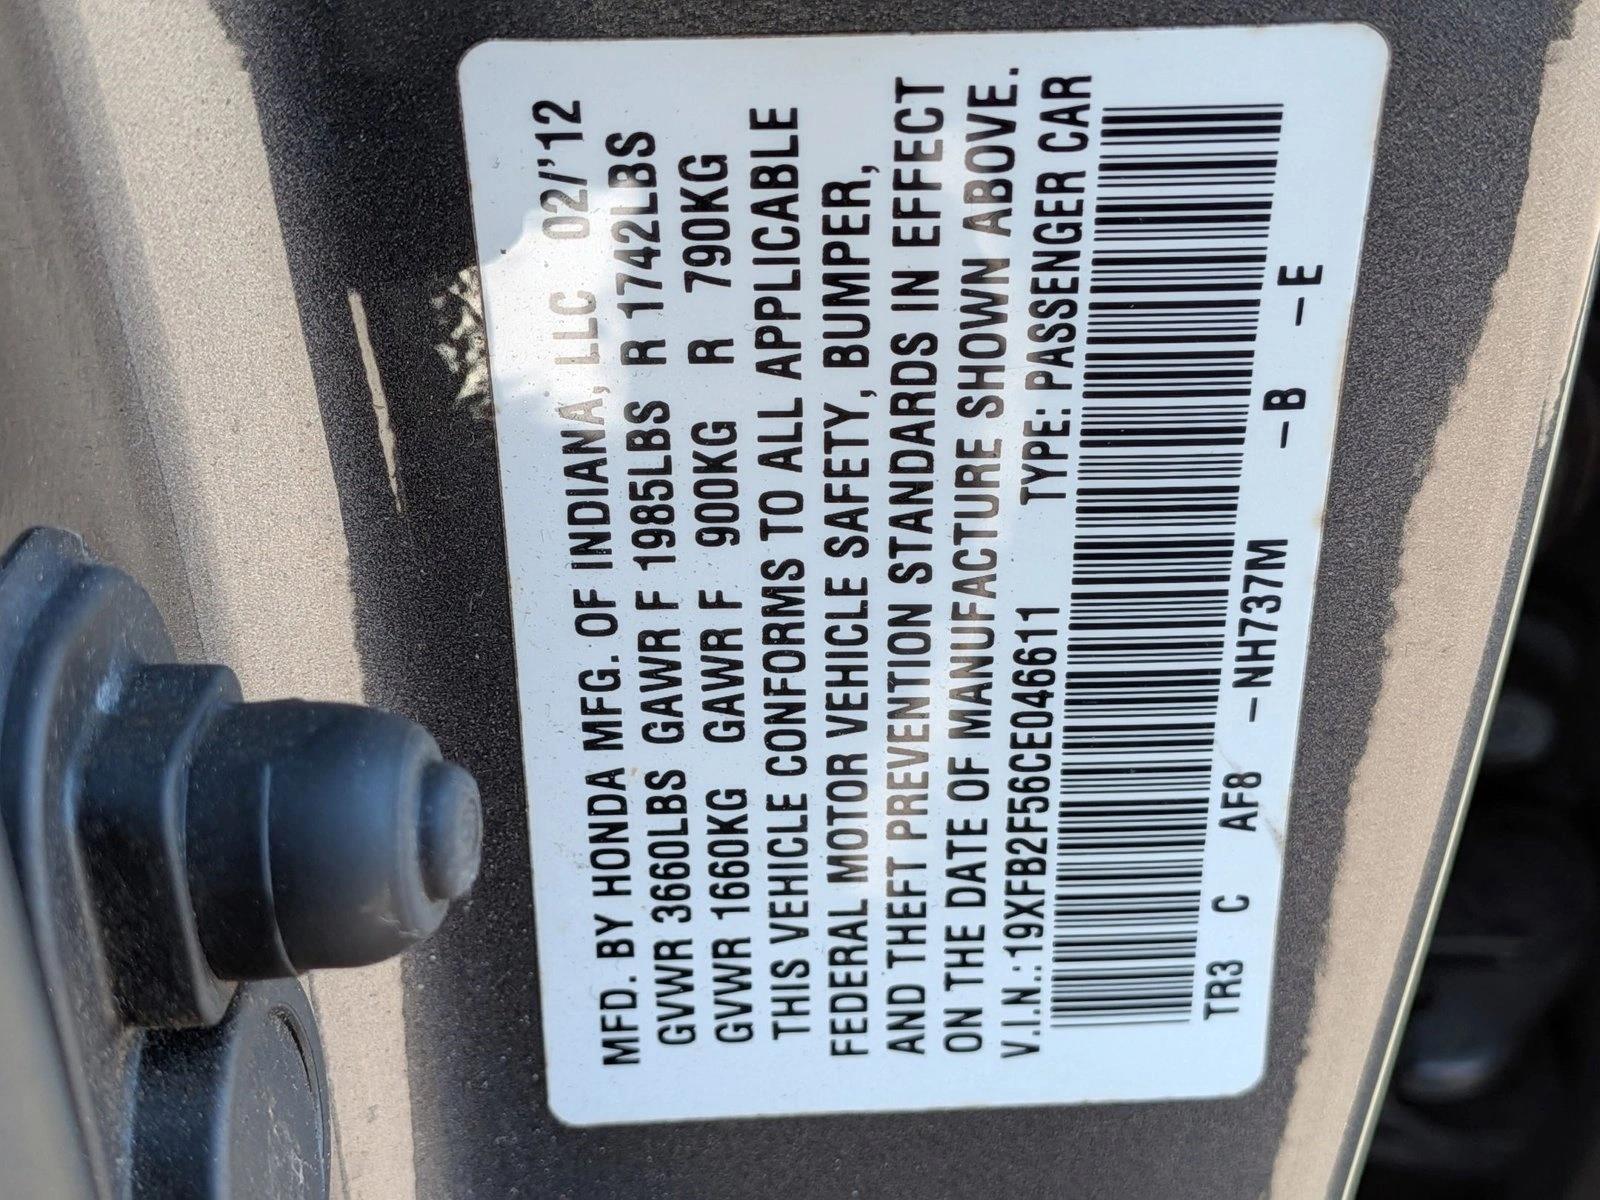 MFD. BY HONDA MFG. OF INDIANA, LLC 02/'12
GVWR 3660LBS GAWR F 1985LBS R 1742LBS
GVWR 1660KG GAWR F 900KG R 790KG
THIS VEHICLE CONFORMS TO ALL APPLICABLE
FEDERAL MOTOR VEHICLE SAFETY, BUMPER,
AND THEFT PREVENTION STANDARDS IN EFFECT
ON THE DATE OF MANUFACTURE SHOWN ABOVE.
V.I.N.: 19XFB2F56CE046611 TYPE: PASSENGER CAR
TR3 C AF8 -NH737M -B -E